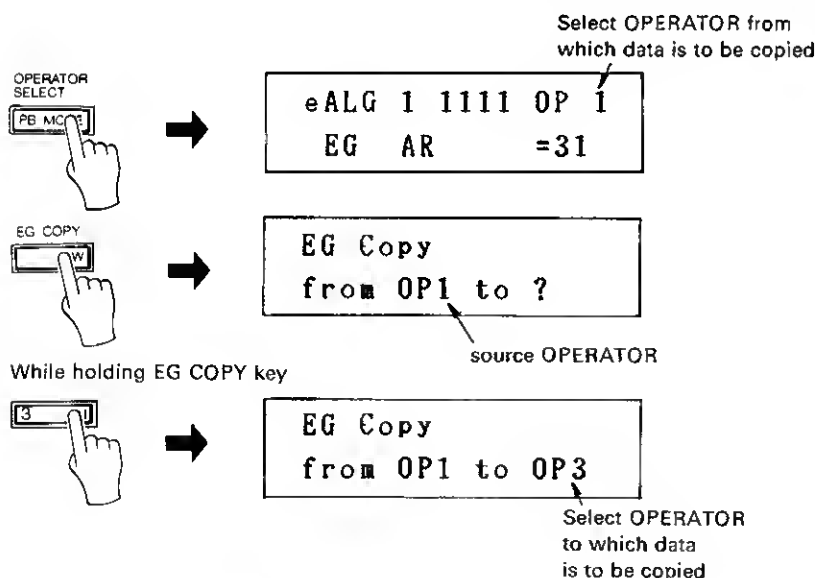 Select OPERATOR from
which data is to be copied
OPERATOR
SELECT
PB MODE
eALG 1 1111 OP 1
EG AR =31
EG COPY
W
EG Copy
from OP1 to ?
source OPERATOR
While holding EG COPY key
3
EG Copy
from OP1 to OP3
Select OPERATOR
to which data
is to be copied